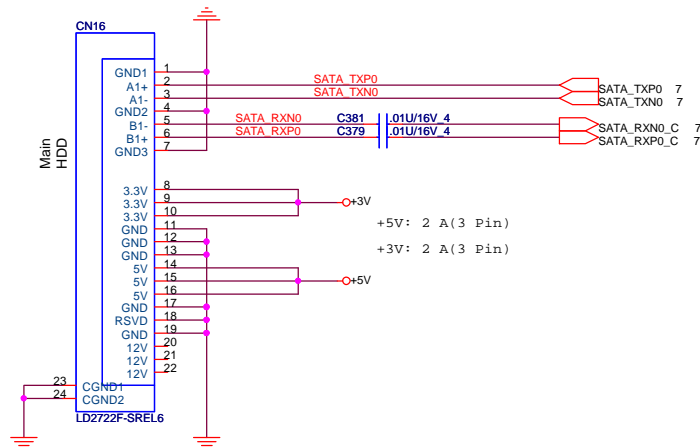 CN16
GND1 1
A1+ 2 SATA_TXP0 SATA_TXP0 7
A1- 3 SATA_TXN0 SATA_TXN0 7
GND2 4
B1- 5 SATA_RXN0 C381 .01U/16V_4 SATA_RXN0_C 7
B1+ 6 SATA_RXP0 C379 .01U/16V_4 SATA_RXP0_C 7
GND3 7
Main
HDD
3.3V 8
3.3V 9 +3V
3.3V 10
GND 11 +5V: 2 A(3 Pin)
GND 12
GND 13 +3V: 2 A(3 Pin)
5V 14
5V 15 +5V
5V 16
GND 17
RSVD 18
GND 19
12V 20
12V 21
12V 22
23 CGND1
24 CGND2
LD2722F-SREL6